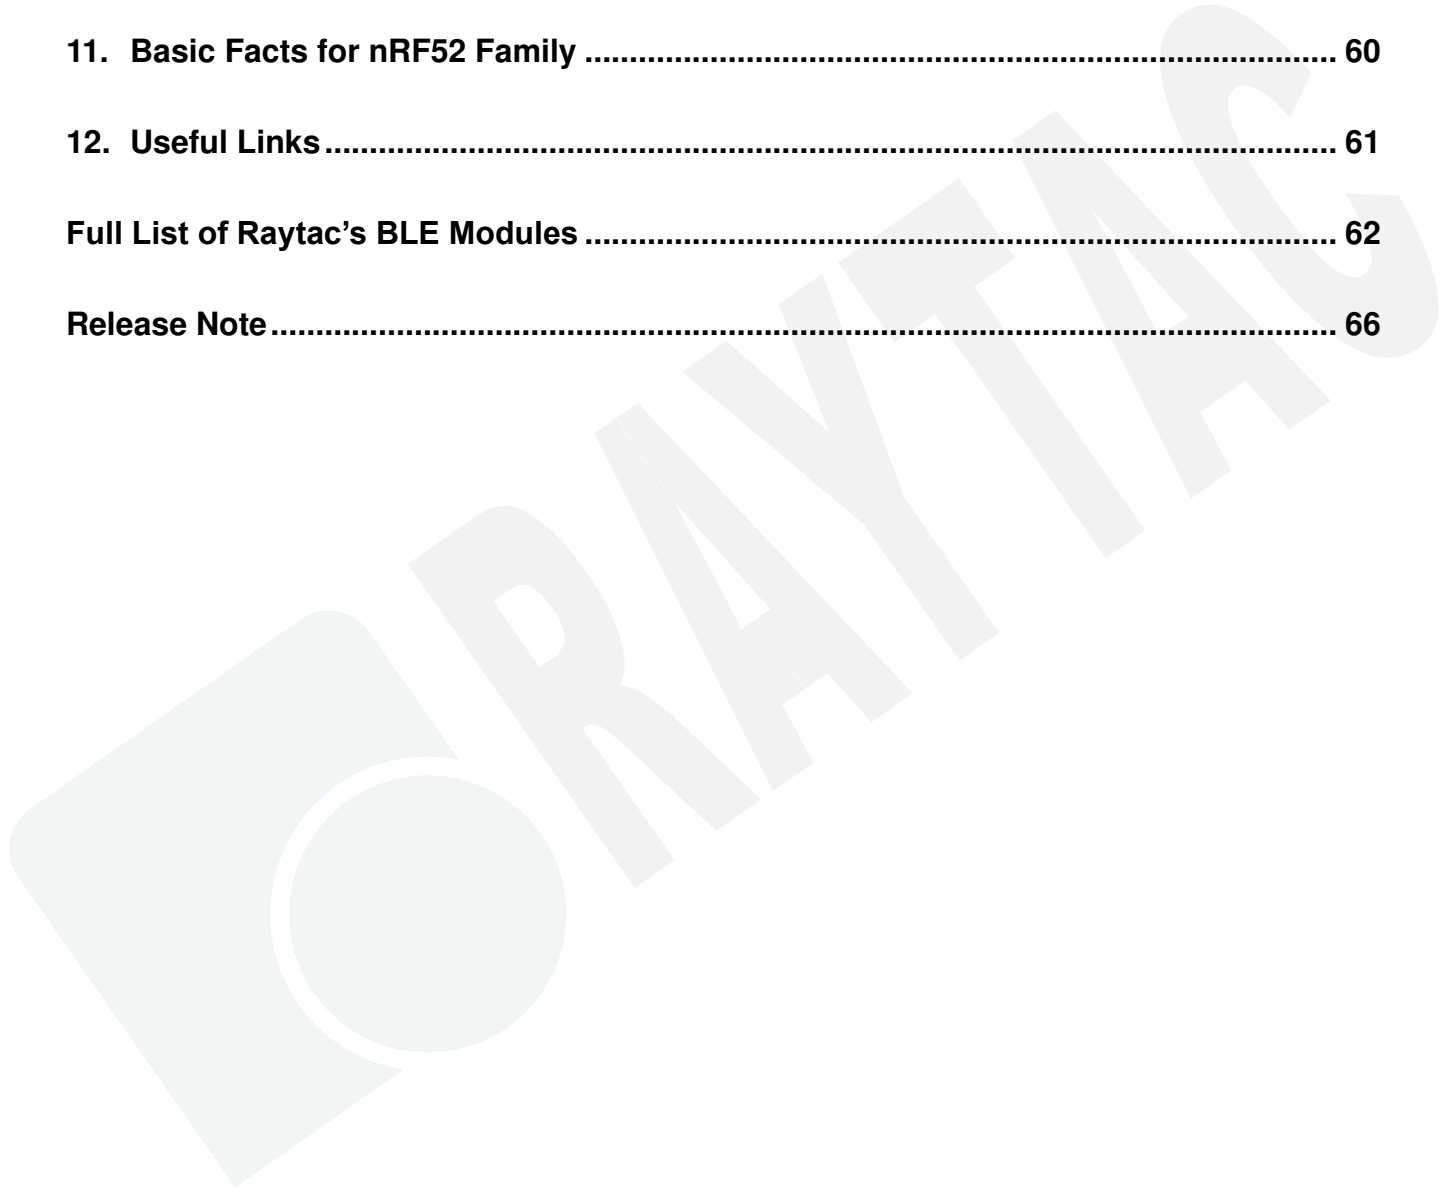 11. Basic Facts for nRF52 Family ........................................................................................ 60
12. Useful Links ...................................................................................................................... 61
Full List of Raytac’s BLE Modules ........................................................................................ 62
Release Note ............................................................................................................................ 66
RAYTAC